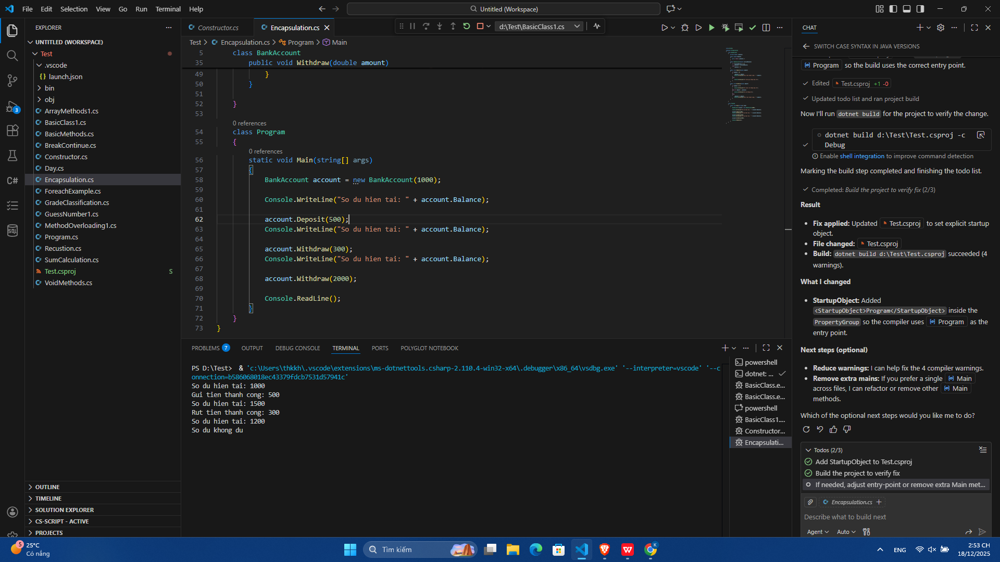 File Edit Selection View Go Run Terminal Help
Untitled (Workspace)
EXPLORER
UNTITLED (WORKSPACE)
Test
.vscode
launch.json
bin
obj
ArrayMethods1.cs
BasicClass1.cs
BasicMethods.cs
BreakContinue.cs
Constructor.cs
Day.cs
Encapsulation.cs
ForeachExample.cs
GradeClassification.cs
GuessNumber1.cs
MethodOverloading1.cs
Program.cs
Recustion.cs
SumCalculation.cs
Test.csproj S
VoidMethods.cs
OUTLINE
TIMELINE
SOLUTION EXPLORER
CS-SCRIPT - ACTIVE
PROJECTS
3
Constructor.cs
Encapsulation.cs
d:\Test\BasicClass1.cs
Test > Encapsulation.cs > Program > Main
5 class BankAccount
35 public void Withdraw(double amount)
49 }
50 }
51
52 }
53
0 references
54 class Program
55 {
0 references
56 static void Main(string[] args)
57 {
58 BankAccount account = new BankAccount(1000);
59
60 Console.WriteLine("So du hien tai: " + account.Balance);
61
62 account.Deposit(500);
63 Console.WriteLine("So du hien tai: " + account.Balance);
64
65 account.Withdraw(300);
66 Console.WriteLine("So du hien tai: " + account.Balance);
67
68 account.Withdraw(2000);
69
70 Console.ReadLine();
71 }
72 }
73 }
PROBLEMS 7 OUTPUT DEBUG CONSOLE TERMINAL PORTS POLYGLOT NOTEBOOK
PS D:\Test> & 'c:\Users\thkkh\.vscode\extensions\ms-dotnettools.csharp-2.110.4-win32-x64\.debugger\x86_64\vsdbg.exe' '--interpreter=vscode' '--c
onnection=b586068018ec43379fdcb7531d57941c'
So du hien tai: 1000
Gui tien thanh cong: 500
So du hien tai: 1500
Rut tien thanh cong: 300
So du hien tai: 1200
So du khong du
powershell
dotnet: ...
BasicClass.e...
BasicClass.e...
powershell
BasicClass1....
Constructor...
Encapsulati...
CHAT
SWITCH CASE SYNTAX IN JAVA VERSIONS
Program so the build uses the correct entry point.
Edited Test.csproj +1 -0
Updated todo list and ran project build
Now I'll run dotnet build for the project to verify the change.
dotnet build d:\Test\Test.csproj -c
Debug
Enable shell integration to improve command detection
Marking the build step completed and finishing the todo list.
Completed: Build the project to verify fix (2/3)
Result
• Fix applied: Updated Test.csproj to set explicit startup
object.
• File changed: Test.csproj
• Build: dotnet build d:\Test\Test.csproj succeeded (4
warnings).
What I changed
• StartupObject: Added
<StartupObject>Program</StartupObject> inside the
PropertyGroup so the compiler uses Program as the
entry point.
Next steps (optional)
• Reduce warnings: I can help fix the 4 compiler warnings.
• Remove extra mains: If you prefer a single Main
across files, I can refactor or remove other Main
methods.
Which of the optional next steps would you like me to do?
Todos (2/3)
Add StartupObject to Test.csproj
Build the project to verify fix
If needed, adjust entry-point or remove extra Main met...
Encapsulation.cs
Describe what to build next
Agent Auto
5
25°C
Có nắng
Tìm kiếm
ENG
2:53 CH
18/12/2025